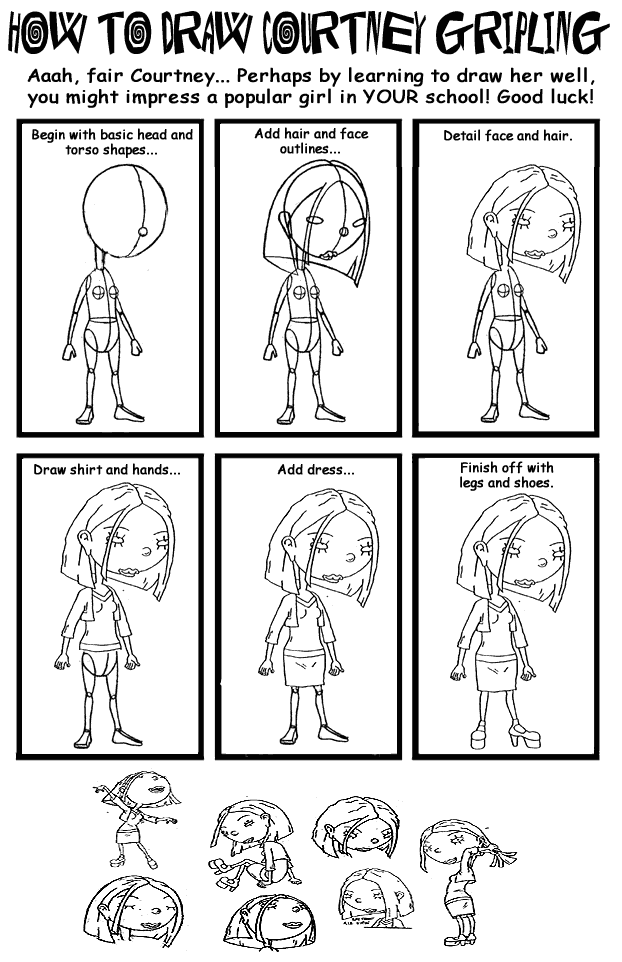 HOW TO DRAW COURTNEY GRIPLING
Aaah, fair Courtney... Perhaps by learning to draw her well,
you might impress a popular girl in YOUR school! Good luck!
Begin with basic head and
torso shapes...
Add hair and face
outlines...
Detail face and hair.
Draw shirt and hands...
Add dress...
Finish off with
legs and shoes.